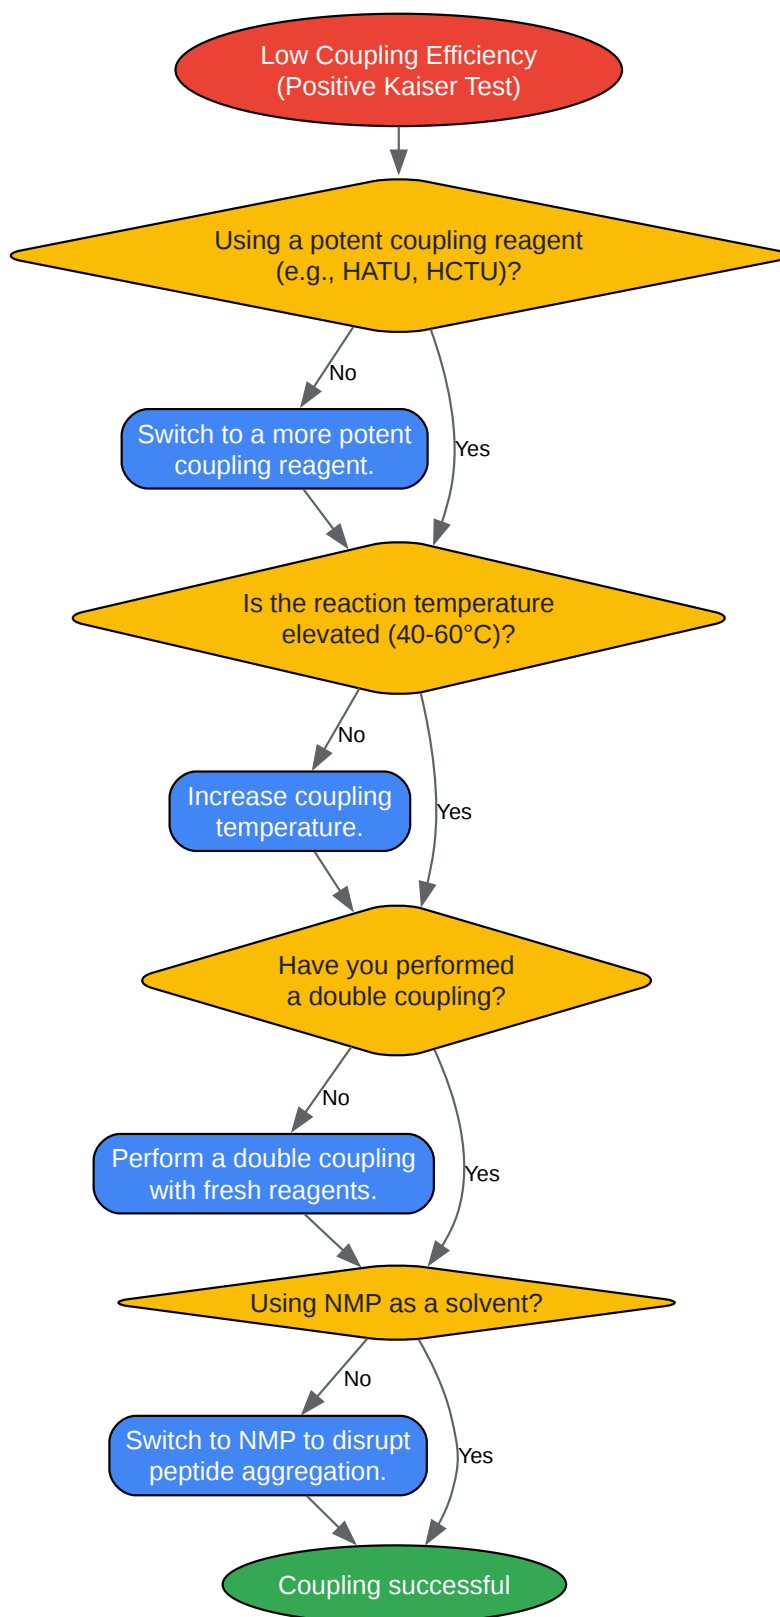 Low Coupling Efficiency
(Positive Kaiser Test)
Using a potent coupling reagent
(e.g., HATU, HCTU)?
No
Switch to a more potent
coupling reagent.
Yes
Is the reaction temperature
elevated (40-60°C)?
No
Increase coupling
temperature.
Yes
Have you performed
a double coupling?
No
Perform a double coupling
with fresh reagents.
Yes
Using NMP as a solvent?
No
Switch to NMP to disrupt
peptide aggregation.
Yes
Coupling successful